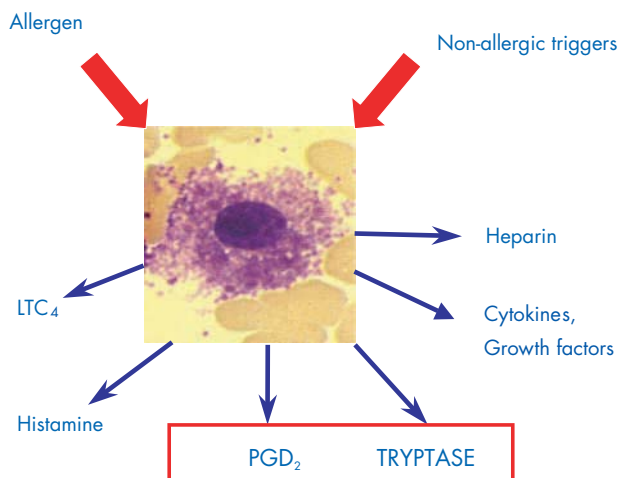 Allergen
Non-allergic triggers
Heparin
LTC₄
Cytokines,
Growth factors
Histamine
PGD₂ TRYPTASE